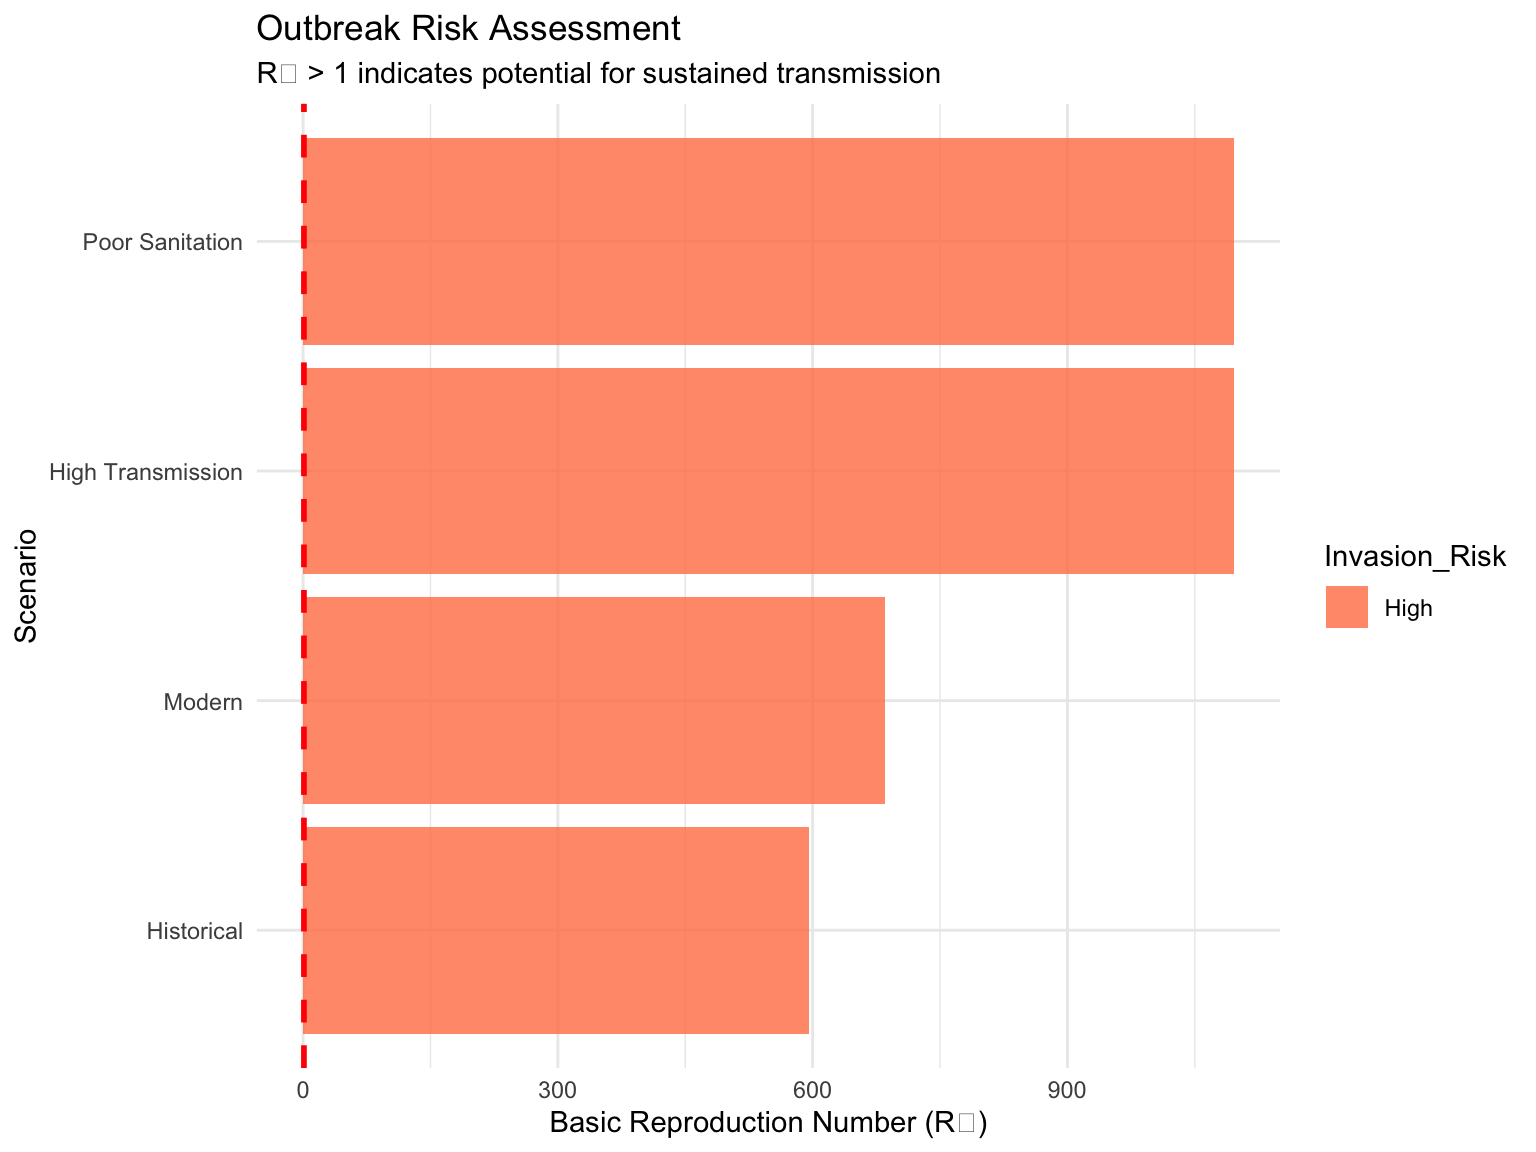 Outbreak Risk Assessment
R□ > 1 indicates potential for sustained transmission
Poor Sanitation
High Transmission
Modern
Historical
Scenario
0 300 600 900
Basic Reproduction Number (R□)
Invasion_Risk
High